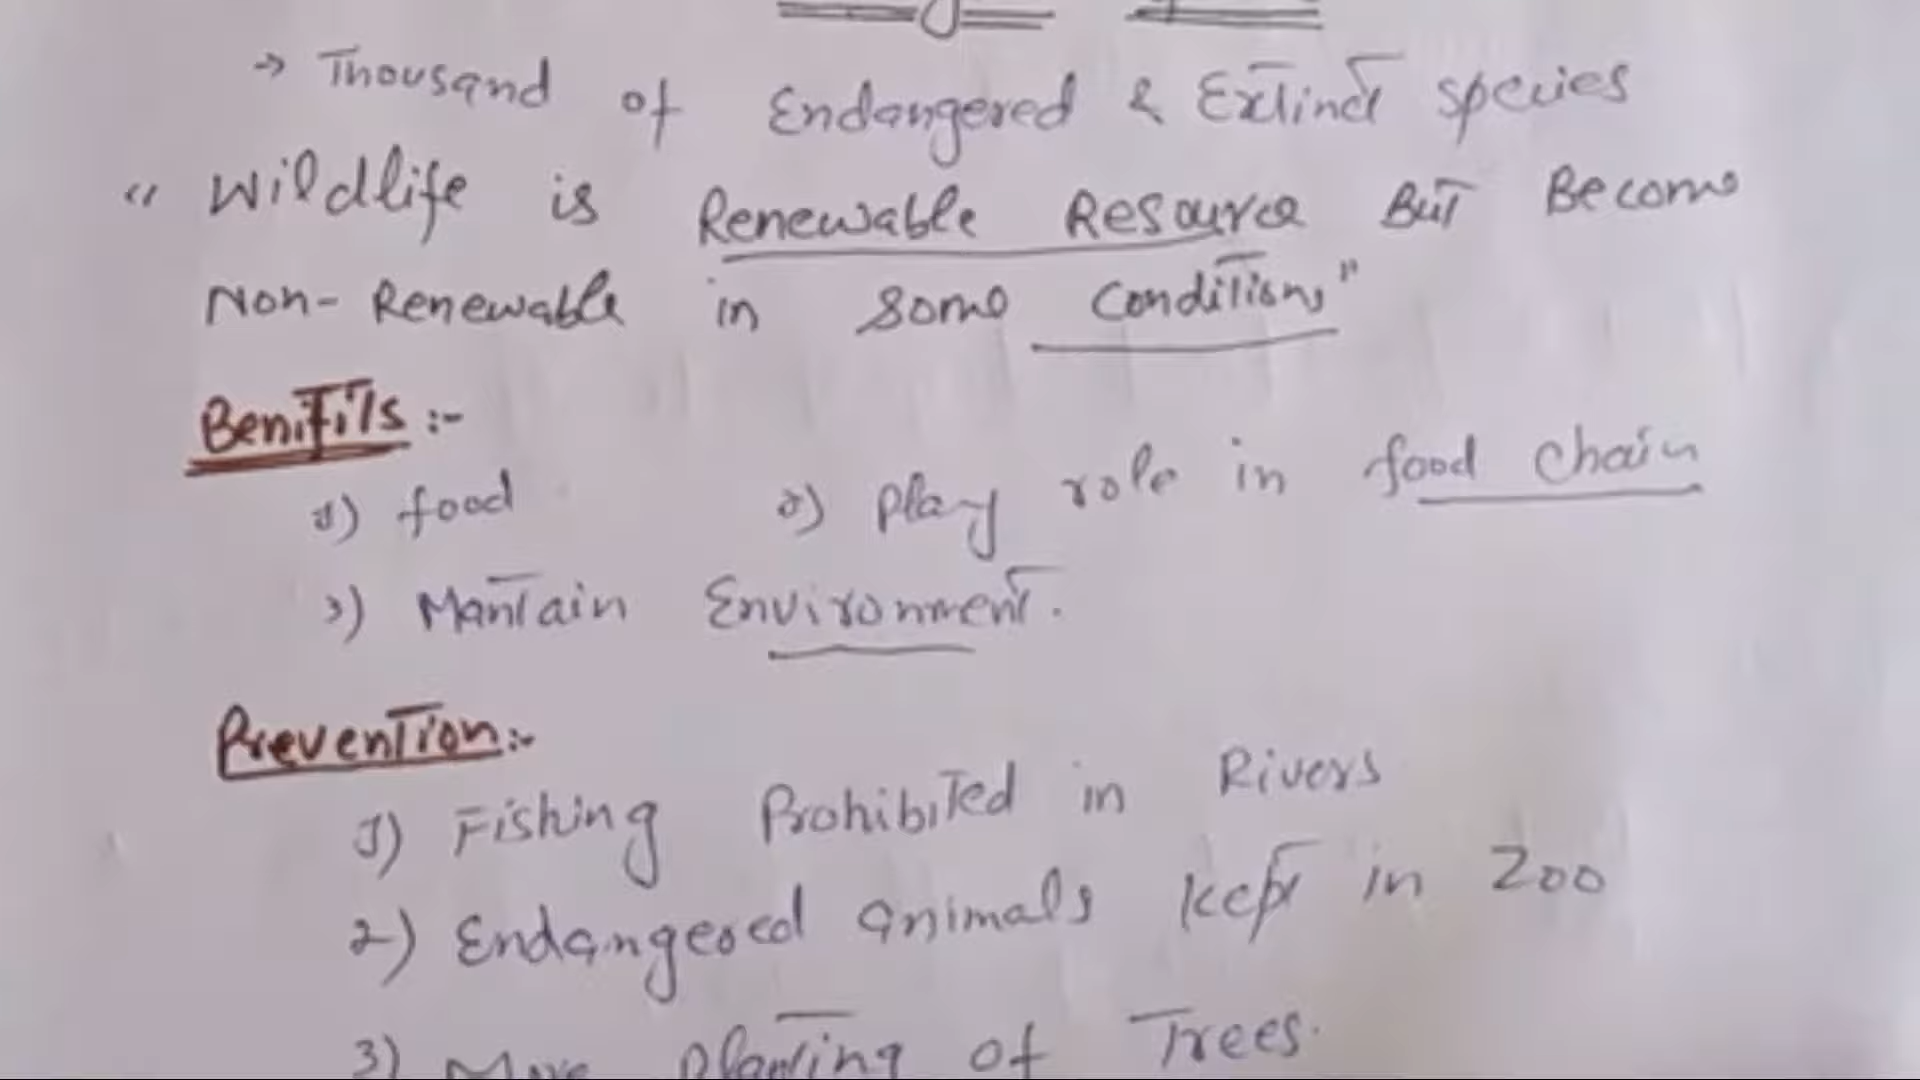 → Thousand of Endangered & Extinct species
" Wildlife is Renewable Resource But Become
Non-Renewable in some Conditions"
Benifits :-
1) food 2) Play role in food chain
3) Mantain Environment.
Prevention:-
1) Fishing Prohibited in Rivers
2) Endangered animals kept in Zoo
3) More planting of Trees.